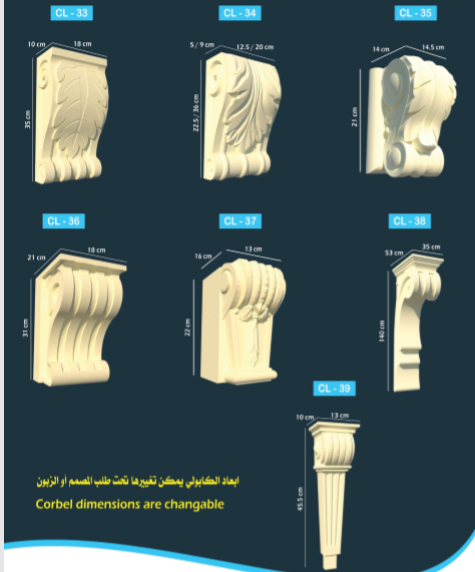 CL - 33
CL - 34
CL - 35
10 cm
18 cm
35 cm
5 / 9 cm
12.5 / 20 cm
22.5 / 36 cm
14 cm
14.5 cm
21 cm
CL - 36
CL - 37
CL - 38
21 cm
18 cm
31 cm
16 cm
13 cm
22 cm
53 cm
35 cm
140 cm
CL - 39
10 cm
13 cm
45.5 cm
ابعاد الكابولي يمكن تغييرها تحت طلب المصمم أو الزبون
Corbel dimensions are changable